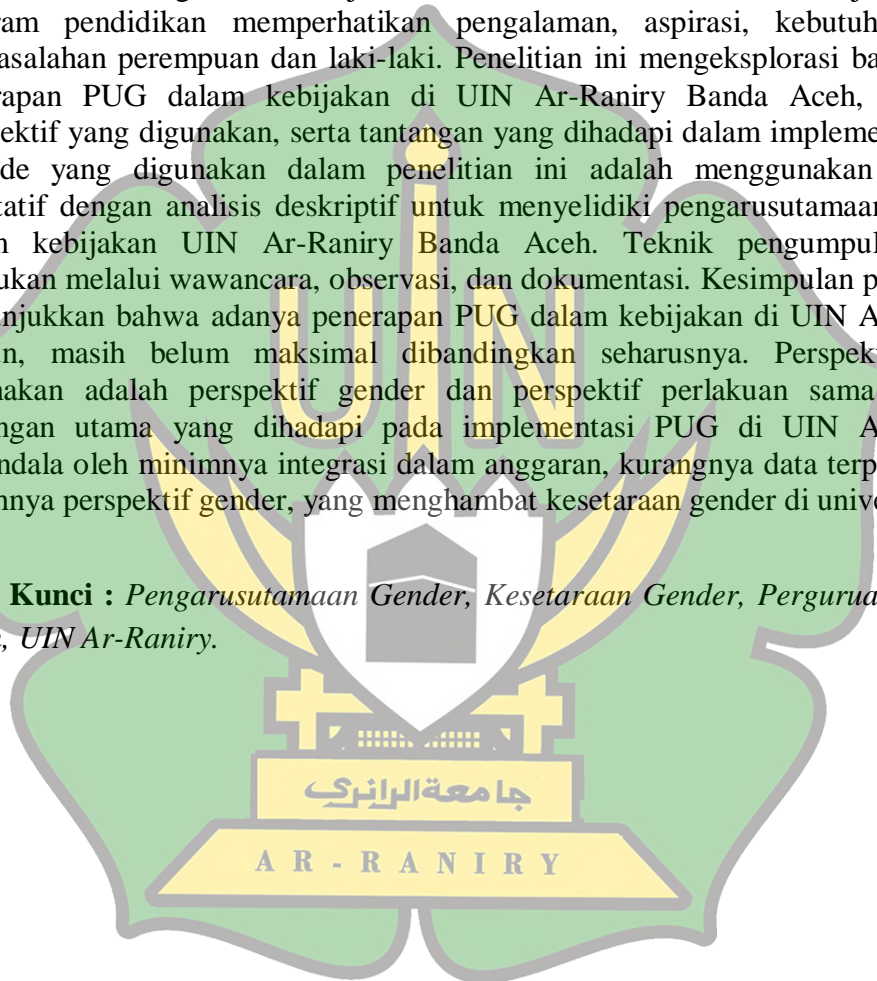 ram pendidikan memperhatikan pengalaman, aspirasi, kebutuh
asalahan perempuan dan laki-laki. Penelitian ini mengeksplorasi ba
rapan PUG dalam kebijakan di UIN Ar-Raniry Banda Aceh,
ektif yang digunakan, serta tantangan yang dihadapi dalam impleme
de yang digunakan dalam penelitian ini adalah menggunakan
tatif dengan analisis deskriptif untuk menyelidiki pengarusutamaan
kebijakan UIN Ar-Raniry Banda Aceh. Teknik pengumpul
ukan melalui wawancara, observasi, dan dokumentasi. Kesimpulan p
unjukkan bahwa adanya penerapan PUG dalam kebijakan di UIN A
un, masih belum maksimal dibandingkan seharusnya. Perspek
nakan adalah perspektif gender dan perspektif perlakuan sama
ngan utama yang dihadapi pada implementasi PUG di UIN A
ndala oleh minimnya integrasi dalam anggaran, kurangnya data terp
hnya perspektif gender, yang menghambat kesetaraan gender di unive
Kunci : Pengarusutamaan Gender, Kesetaraan Gender, Pergurua
, UIN Ar-Raniry.
UIN
جامعة الرانري
AR-RANIRY